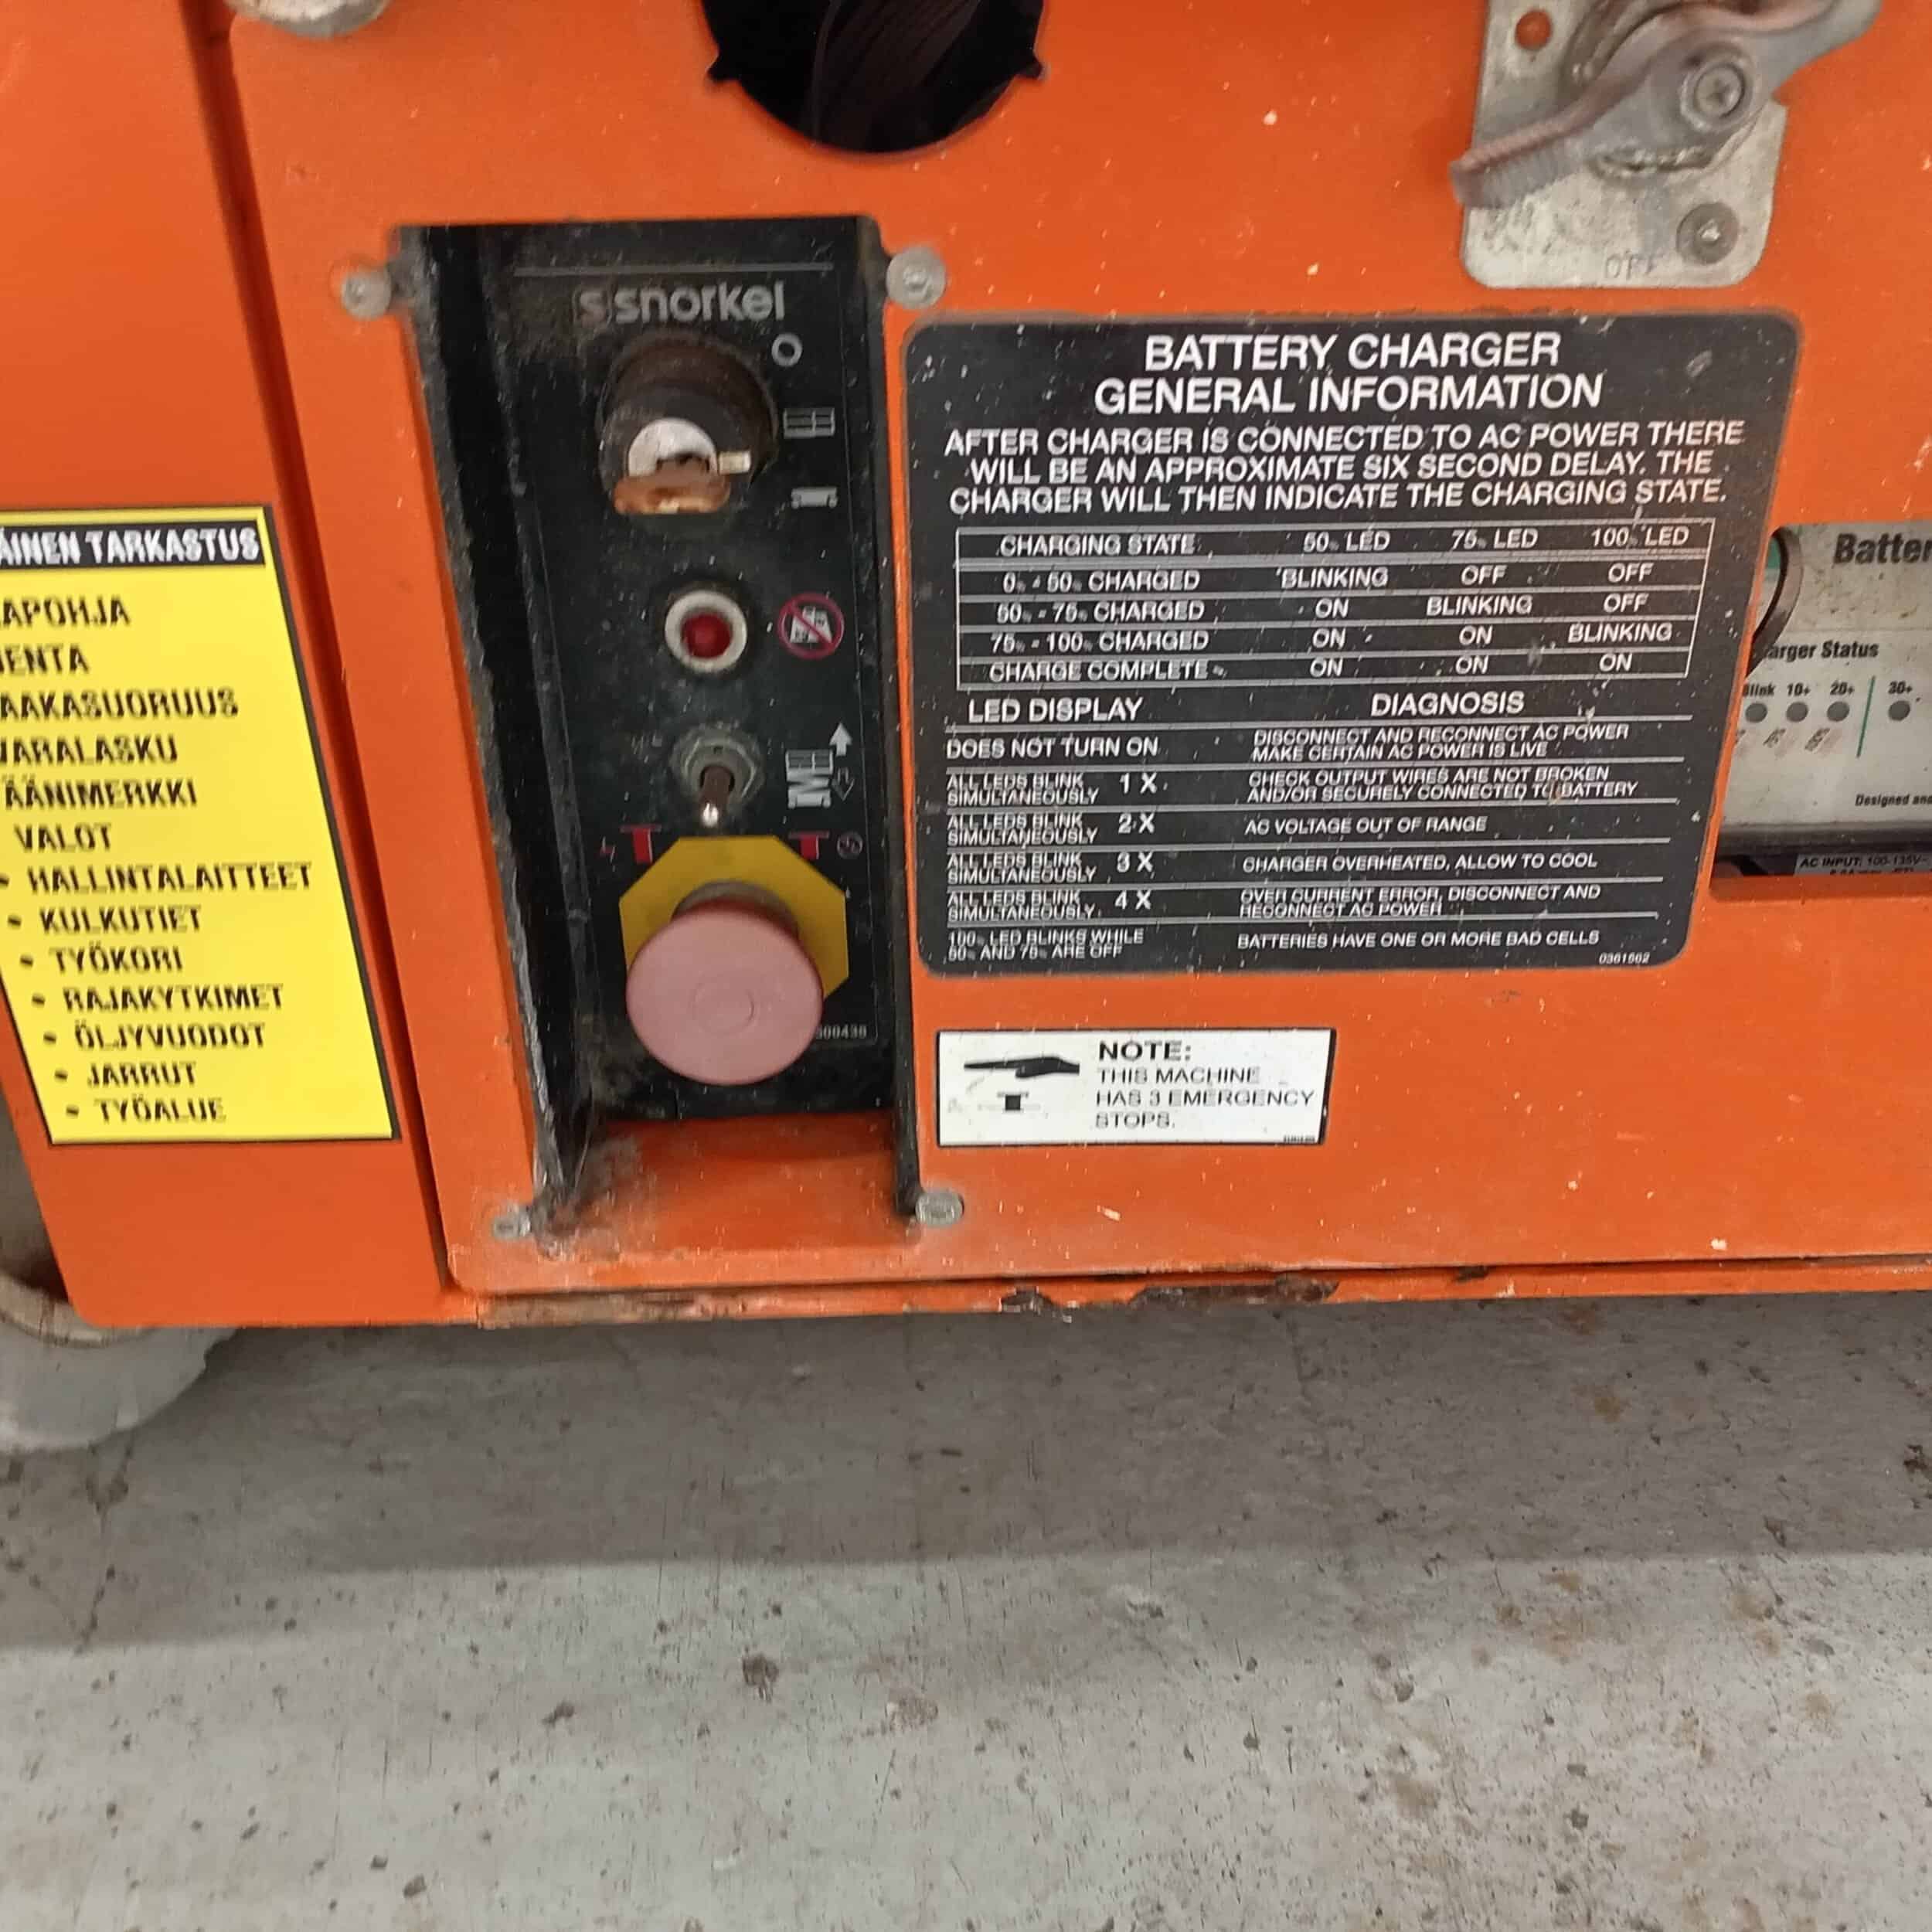 OFF
snorkel
BATTERY CHARGER
GENERAL INFORMATION
AFTER CHARGER IS CONNECTED TO AC POWER THERE
WILL BE AN APPROXIMATE SIX SECOND DELAY. THE
CHARGER WILL THEN INDICATE THE CHARGING STATE.
CHARGING STATE 50% LED 75% LED 100% LED
0% - 50% CHARGED BLINKING OFF OFF
50% - 75% CHARGED ON BLINKING OFF
75% - 100% CHARGED ON ON BLINKING
CHARGE COMPLETE ON ON ON
LED DISPLAY DIAGNOSIS
DOES NOT TURN ON DISCONNECT AND RECONNECT AC POWER
MAKE CERTAIN AC POWER IS LIVE
ALL LEDS BLINK
SIMULTANEOUSLY 1 X CHECK OUTPUT WIRES ARE NOT BROKEN
AND/OR SECURELY CONNECTED TO BATTERY
ALL LEDS BLINK
SIMULTANEOUSLY 2 X AC VOLTAGE OUT OF RANGE
ALL LEDS BLINK
SIMULTANEOUSLY 3 X CHARGER OVERHEATED, ALLOW TO COOL
ALL LEDS BLINK
SIMULTANEOUSLY 4 X OVER CURRENT ERROR, DISCONNECT AND
RECONNECT AC POWER
100% LED BLINKS WHILE
50% AND 75% ARE OFF BATTERIES HAVE ONE OR MORE BAD CELLS
0361562
NOTE:
THIS MACHINE
HAS 3 EMERGENCY
STOPS.
ÄINEN TARKASTUS
APOHJA
ENTA
AAKASUORUUS
ARALASKU
ÄÄNIMERKKI
VALOT
• HALLINTALAITTEET
• KULKUTIET
• TYÖKORI
• RAJAKYTKIMET
• ÖLJYVUODOT
• JARRUT
• TYÖALUE
Batter
arger Status
Blink 10+ 20+ 30+
Designed and
AC INPUT: 100-135V~